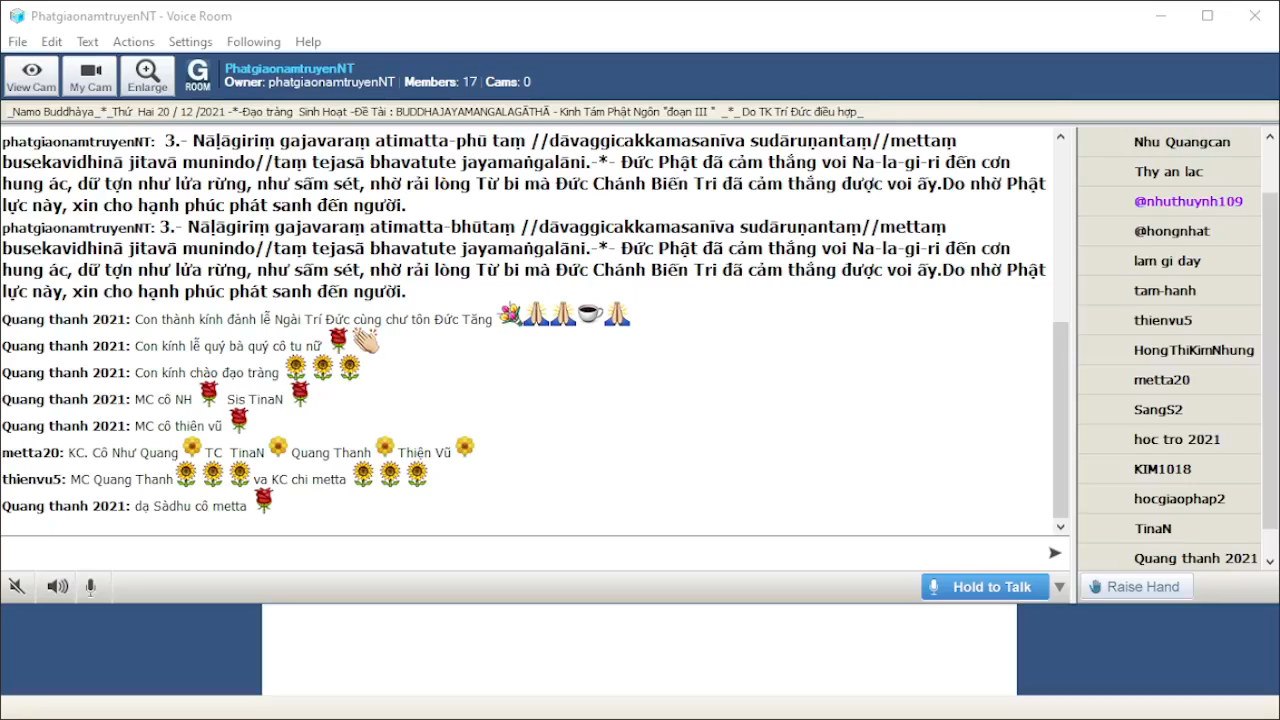 PhatgiaonamtruyenNT - Voice Room
File Edit Text Actions Settings Following Help
View Cam My Cam Enlarge G ROOM
PhatgiaonamtruyenNT
Owner: phatgiaonamtruyenNT Members: 17 Cams: 0
_Namo Buddhàya_*_Thứ Hai 20 / 12 /2021 -*-Đạo tràng Sinh Hoạt -Đề Tài : BUDDHAJAYAMANGALAGĀTHĀ - Kinh Tám Phật Ngôn "đoạn III " _*_ Do TK Trí Đức điều hợp_
phatgiaonamtruyenNT: 3.- Nāḷāgiriṃ gajavaraṃ atimatta-phū taṃ //dāvaggicakkamasanīva sudāruṇantaṃ//mettaṃ
busekavidhinā jitavā munindo//taṃ tejasā bhavatute jayamaṅgalāni.-*- Đức Phật đã cảm thắng voi Na-la-gi-ri đến cơn
hung ác, dữ tợn như lửa rừng, như sấm sét, nhờ rải lòng Từ bi mà Đức Chánh Biến Tri đã cảm thắng được voi ấy.Do nhờ Phật
lực này, xin cho hạnh phúc phát sanh đến người.
phatgiaonamtruyenNT: 3.- Nāḷāgiriṃ gajavaraṃ atimatta-bhūtaṃ //dāvaggicakkamasanīva sudāruṇantaṃ//mettaṃ
busekavidhinā jitavā munindo//taṃ tejasā bhavatute jayamaṅgalāni.-*- Đức Phật đã cảm thắng voi Na-la-gi-ri đến cơn
hung ác, dữ tợn như lửa rừng, như sấm sét, nhờ rải lòng Từ bi mà Đức Chánh Biến Tri đã cảm thắng được voi ấy.Do nhờ Phật
lực này, xin cho hạnh phúc phát sanh đến người.
Quang thanh 2021: Con thành kính đảnh lễ Ngài Trí Đức cùng chư tôn Đức Tăng
Quang thanh 2021: Con kính lễ quý bà quý cô tu nữ
Quang thanh 2021: Con kính chào đạo tràng
Quang thanh 2021: MC cô NH Sis TinaN
Quang thanh 2021: MC cô thiên vũ
metta20: KC. Cô Như Quang TC TinaN Quang Thanh Thiện Vũ
thienvu5: MC Quang Thanh va KC chi metta
Quang thanh 2021: dạ Sàdhu cô metta
Nhu Quangcan
Thy an lac
@nhuthuynh109
@hongnhat
lam gi day
tam-hanh
thienvu5
HongThiKimNhung
metta20
SangS2
hoc tro 2021
KIM1018
hocgiaophap2
TinaN
Quang thanh 2021
Hold to Talk
Raise Hand